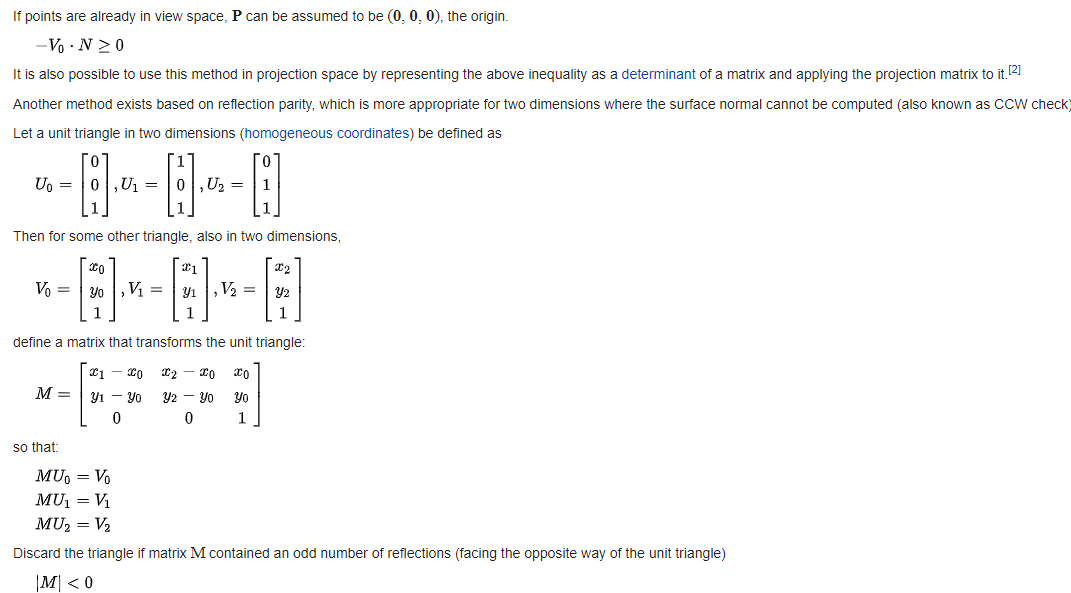 If points are already in view space, P can be assumed to be (0, 0, 0), the origin.
−V₀ · N ≥ 0
It is also possible to use this method in projection space by representing the above inequality as a determinant of a matrix and applying the projection matrix to it.[2]
Another method exists based on reflection parity, which is more appropriate for two dimensions where the surface normal cannot be computed (also known as CCW check)
Let a unit triangle in two dimensions (homogeneous coordinates) be defined as
U₀ = [0 0 1], U₁ = [1 0 1], U₂ = [0 1 1]
Then for some other triangle, also in two dimensions,
V₀ = [x₀ y₀ 1], V₁ = [x₁ y₁ 1], V₂ = [x₂ y₂ 1]
define a matrix that transforms the unit triangle:
M = [x₁ − x₀ x₂ − x₀ x₀
y₁ − y₀ y₂ − y₀ y₀
0 0 1]
so that:
MU₀ = V₀
MU₁ = V₁
MU₂ = V₂
Discard the triangle if matrix M contained an odd number of reflections (facing the opposite way of the unit triangle)
|M| < 0